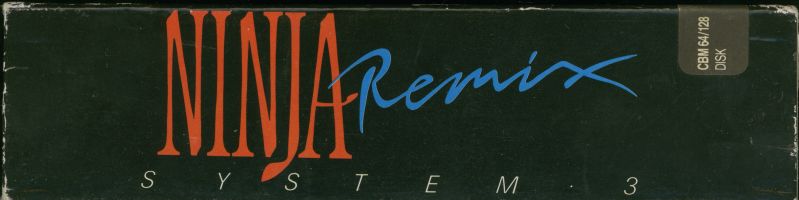 NINJA Remix
SYSTEM·3
CBM 64/128
DISK